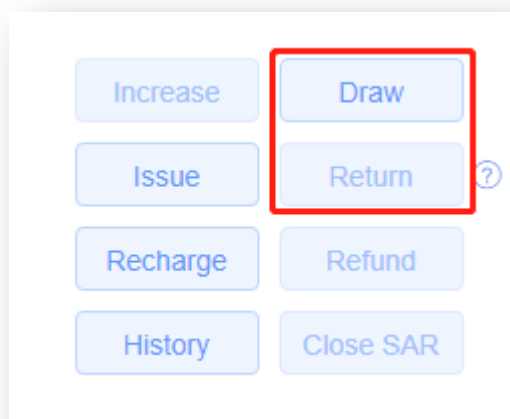 Increase Draw
Issue Return ?
Recharge Refund
History Close SAR